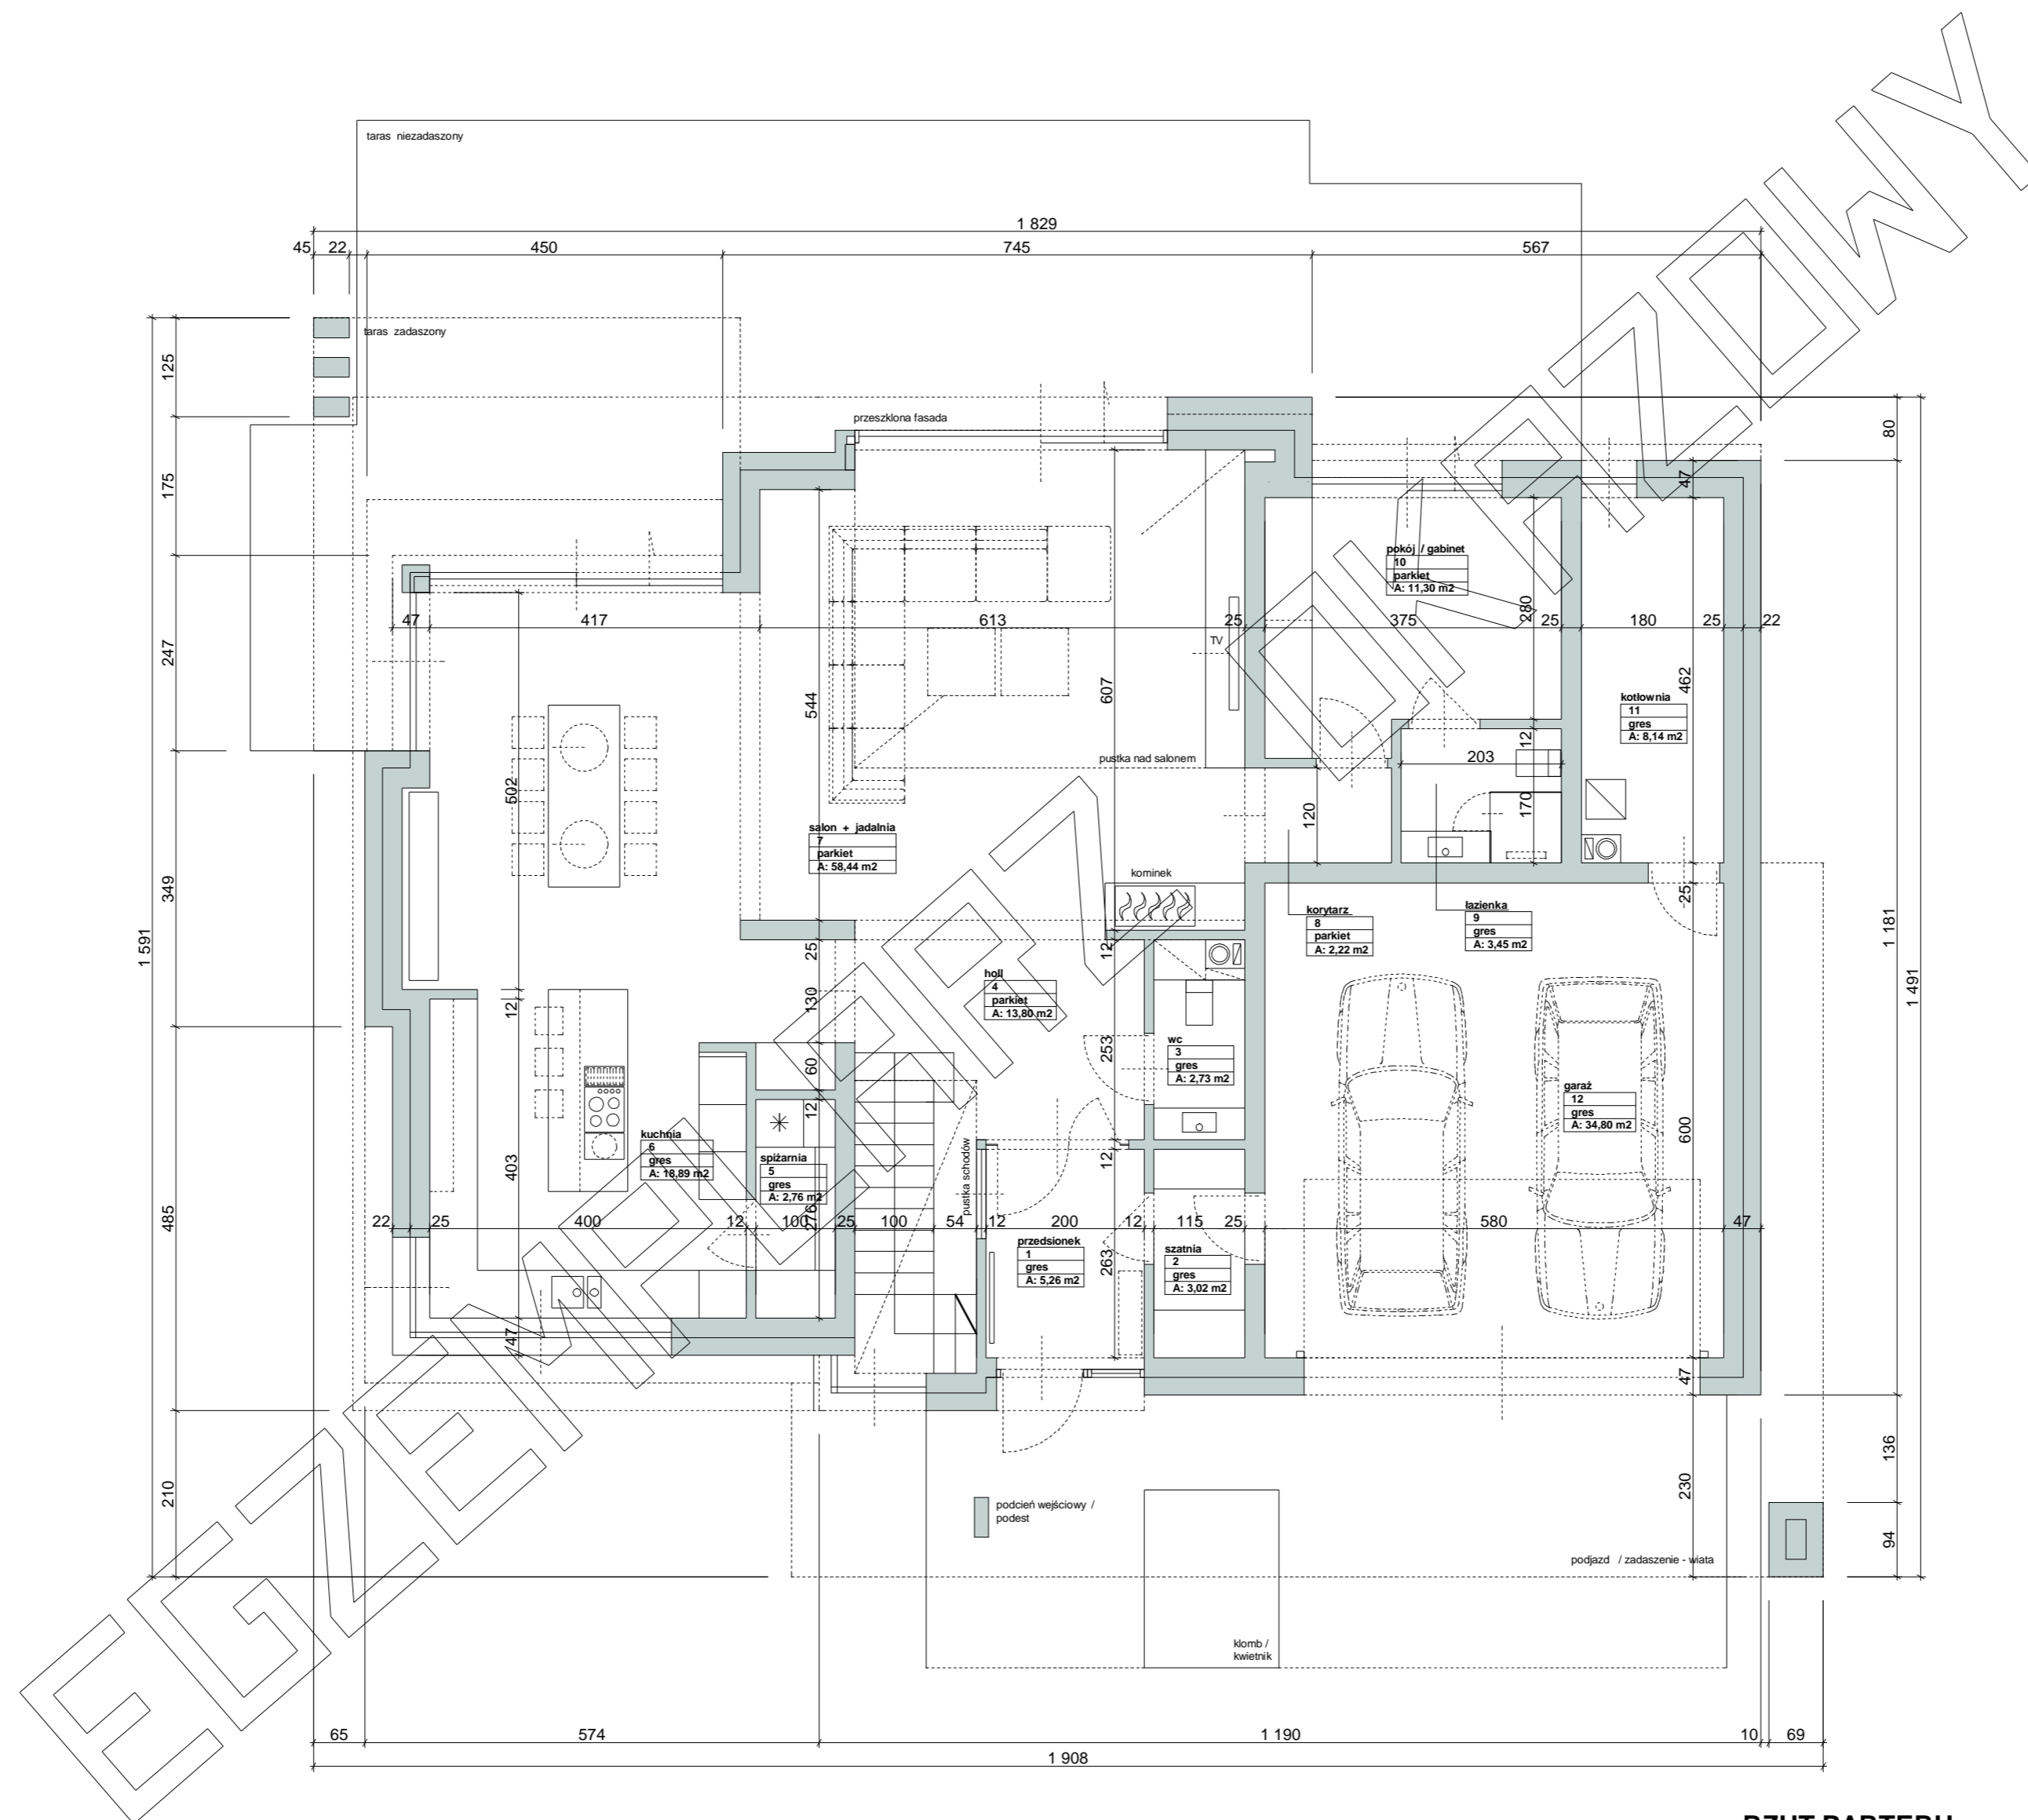 taras niezadaszony
1 829
45 22 450 745 567
taras zadaszony
125
175
247
349
485
210
1 591
przeszklona fasada
80
47
1 181
1 491
136
94
pokój / gabinet
10
parkiet
A: 11,30 m2
47 417 613 25 375 25 180 25 22
280
TV
462
kotłownia
11
gres
A: 8,14 m2
544
607
502
12
203
pustka nad salonem
120
170
salon + jadalnia
7
parkiet
A: 58,44 m2
kominek
25
korytarz
8
parkiet
A: 2,22 m2
łazienka
9
gres
A: 3,45 m2
25
12
holl
4
parkiet
A: 13,80 m2
12
130
60
253
wc
3
gres
A: 2,73 m2
garaż
12
gres
A: 34,80 m2
12
600
kuchnia
6
gres
A: 18,89 m2
403
spiżarnia
5
gres
A: 2,76 m2
pustka schodów
12
22 25 400 12 100 25 100 54 12 200 12 115 25 580 47
276
263
przedsionek
1
gres
A: 5,26 m2
szatnia
2
gres
A: 3,02 m2
47
47
230
podcień wejściowy /
podest
podjazd / zadaszenie - wiata
klomb /
kwietnik
65 574 1 190 10 69
1 908
EGZEMPLARZ POKAZOWY
RZUT PARTERU